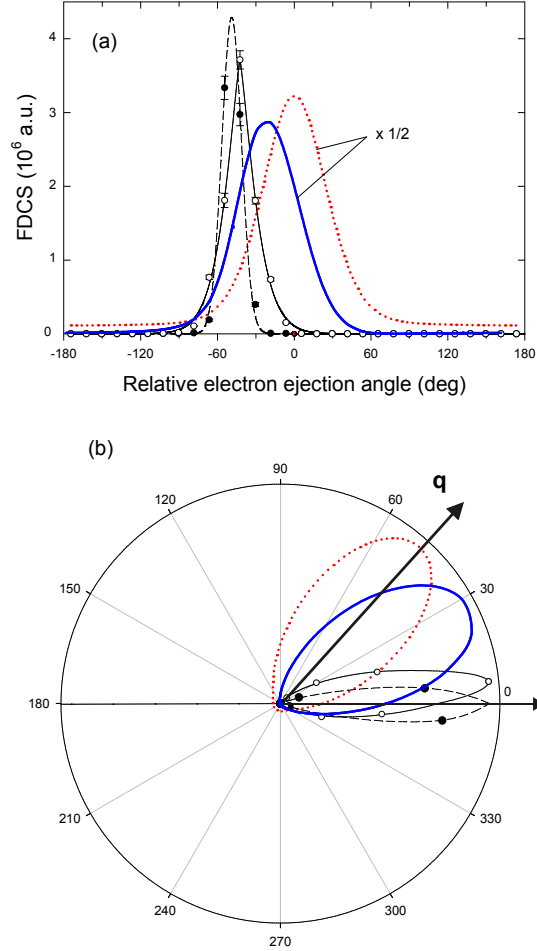 (a)
4
3
2
1
0
FDCS (10⁶ a.u.)
x 1/2
-180 -120 -60 0 60 120 180
Relative electron ejection angle (deg)
(b)
90
120 60
q
150 30
180 0
210 330
240 300
270